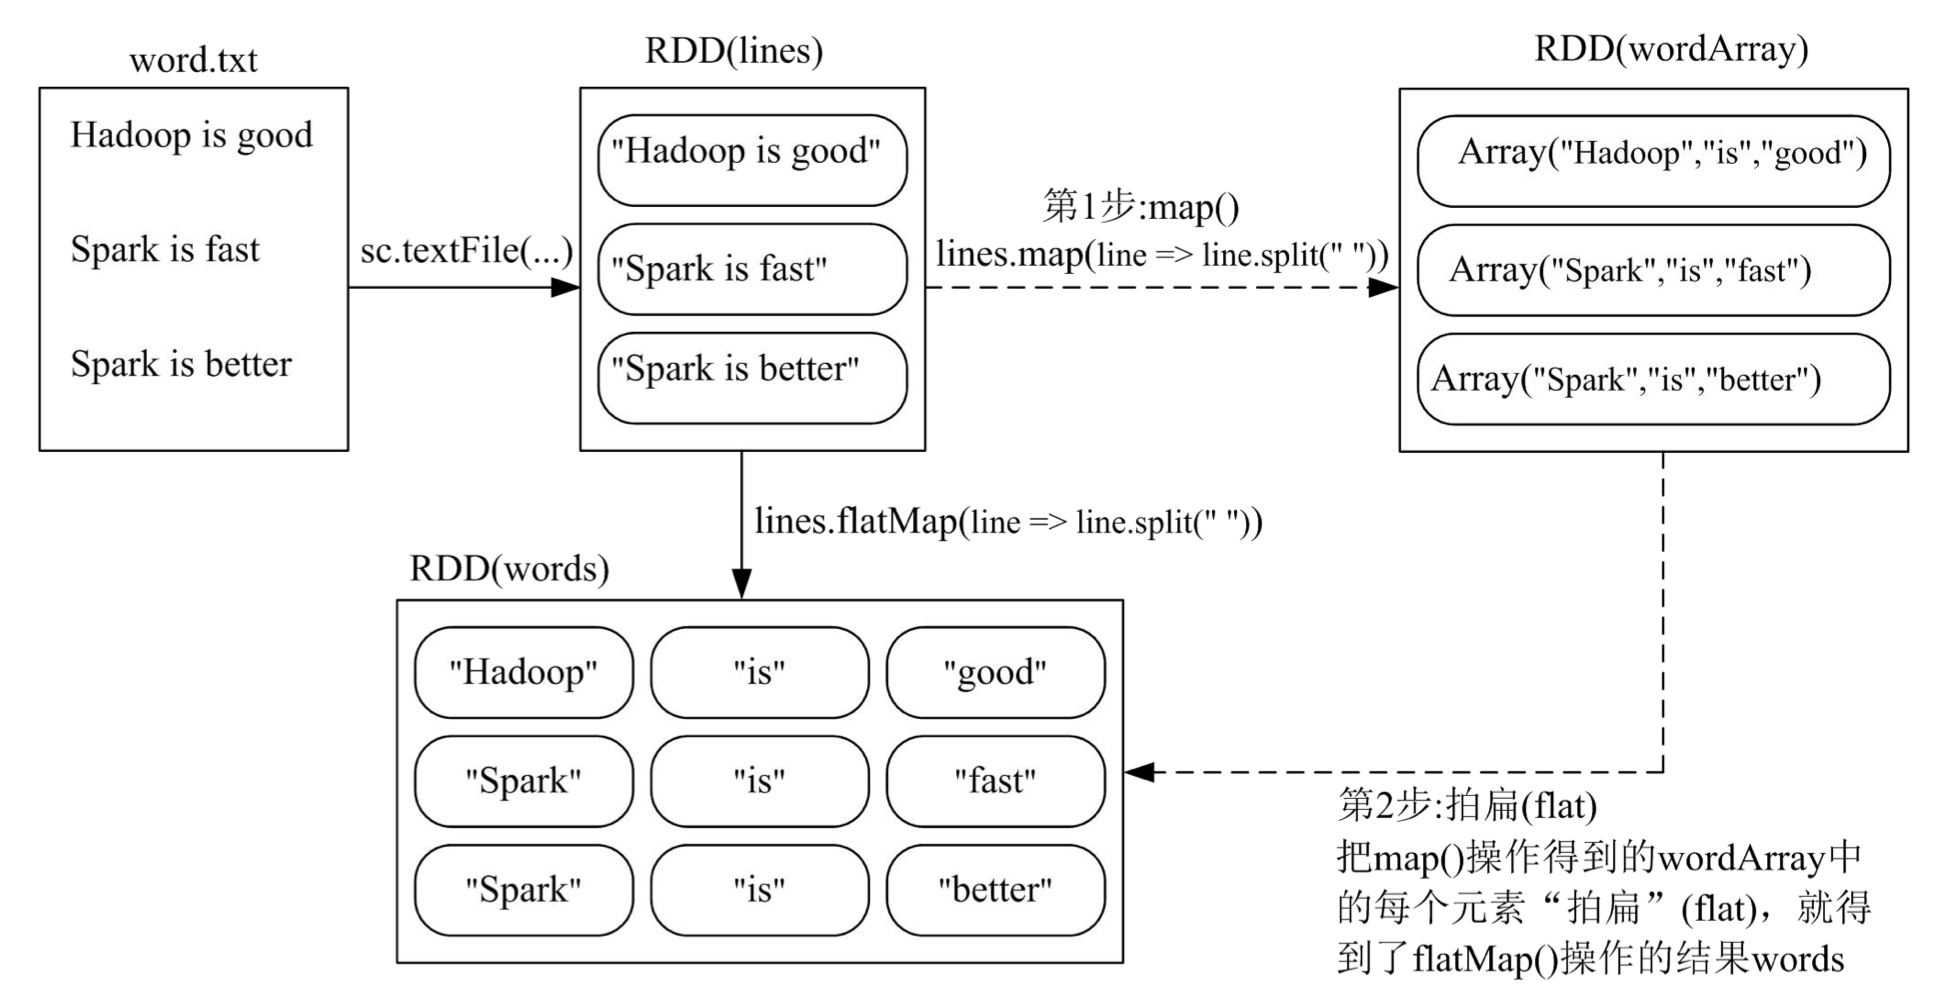 word.txt
Hadoop is good
Spark is fast
Spark is better
sc.textFile(...)
RDD(lines)
"Hadoop is good"
"Spark is fast"
"Spark is better"
第1步:map()
lines.map(line => line.split(" "))
RDD(wordArray)
Array("Hadoop","is","good")
Array("Spark","is","fast")
Array("Spark","is","better")
lines.flatMap(line => line.split(" "))
RDD(words)
"Hadoop" "is" "good"
"Spark" "is" "fast"
"Spark" "is" "better"
第2步:拍扁(flat)
把map()操作得到的wordArray中
的每个元素“拍扁”(flat)，就得
到了flatMap()操作的结果words